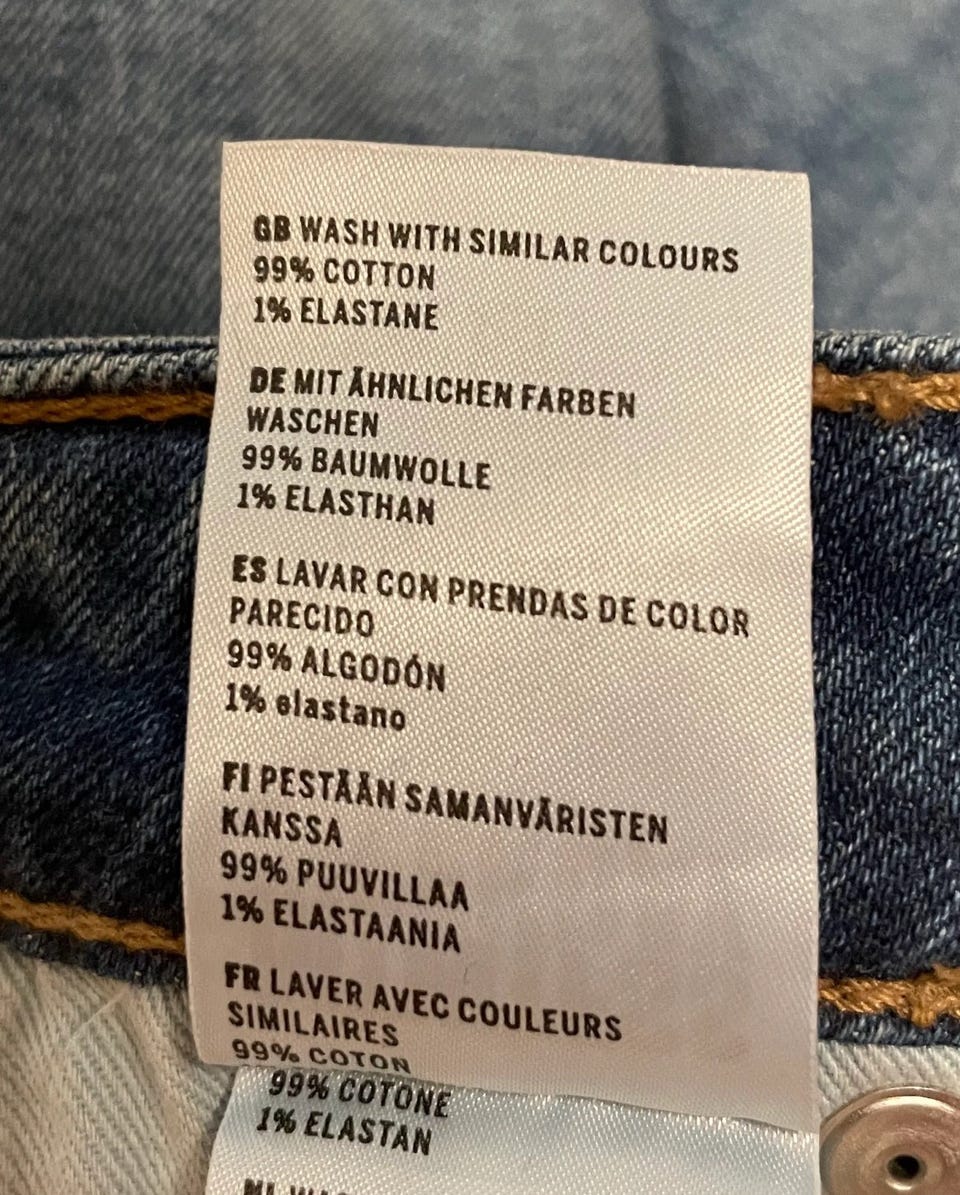 GB WASH WITH SIMILAR COLOURS
99% COTTON
1% ELASTANE
DE MIT ÄHNLICHEN FARBEN
WASCHEN
99% BAUMWOLLE
1% ELASTHAN
ES LAVAR CON PRENDAS DE COLOR
PARECIDO
99% ALGODÓN
1% elastano
FI PESTÄÄN SAMANVÄRISTEN
KANSSA
99% PUUVILLAA
1% ELASTAANIA
FR LAVER AVEC COULEURS
SIMILAIRES
99% COTON
99% COTONE
1% ELASTAN